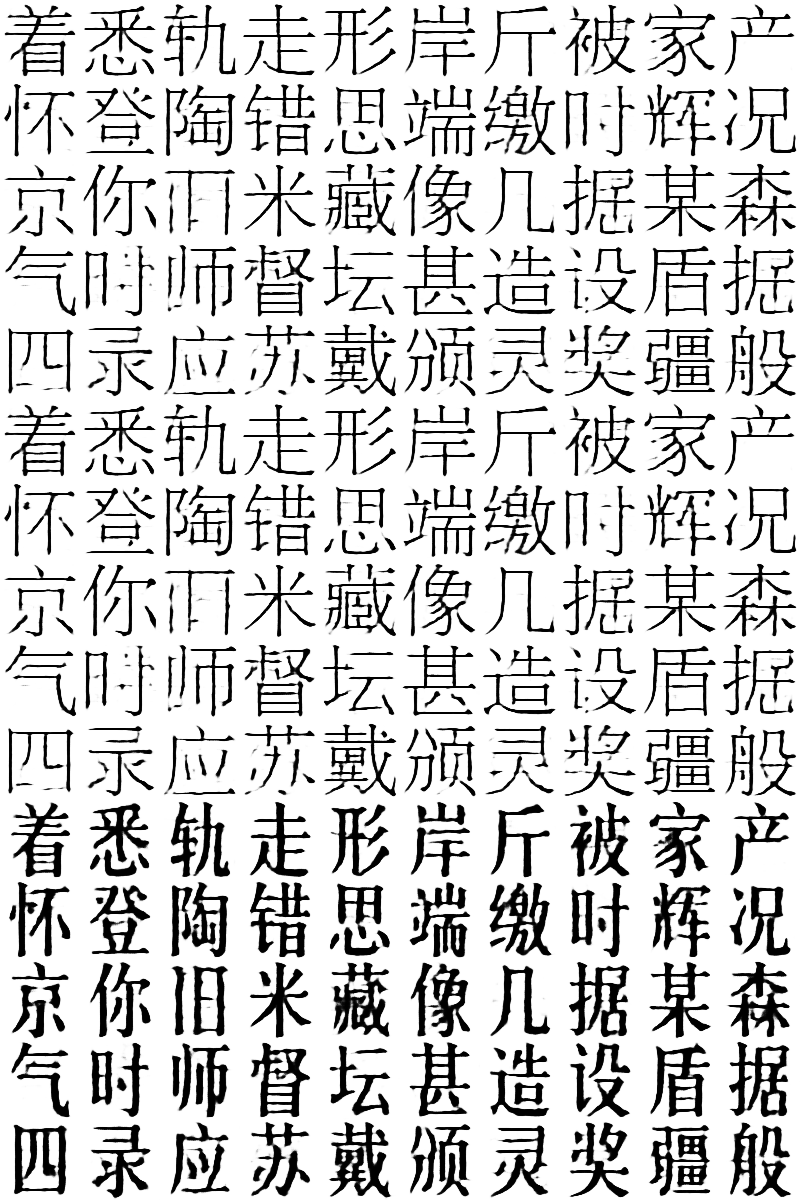 着悉轨走形岸斤被家产
怀登陶错思端缴时辉况
京你旧米藏像几据某森
气时师督坛甚造设盾据
四录应苏戴颁灵奖疆般
着悉轨走形岸斤被家产
怀登陶错思端缴时辉况
京你旧米藏像几据某森
气时师督坛甚造设盾据
四录应苏戴颁灵奖疆般
着悉轨走形岸斤被家产
怀登陶错思端缴时辉况
京你旧米藏像几据某森
气时师督坛甚造设盾据
四录应苏戴颁灵奖疆般